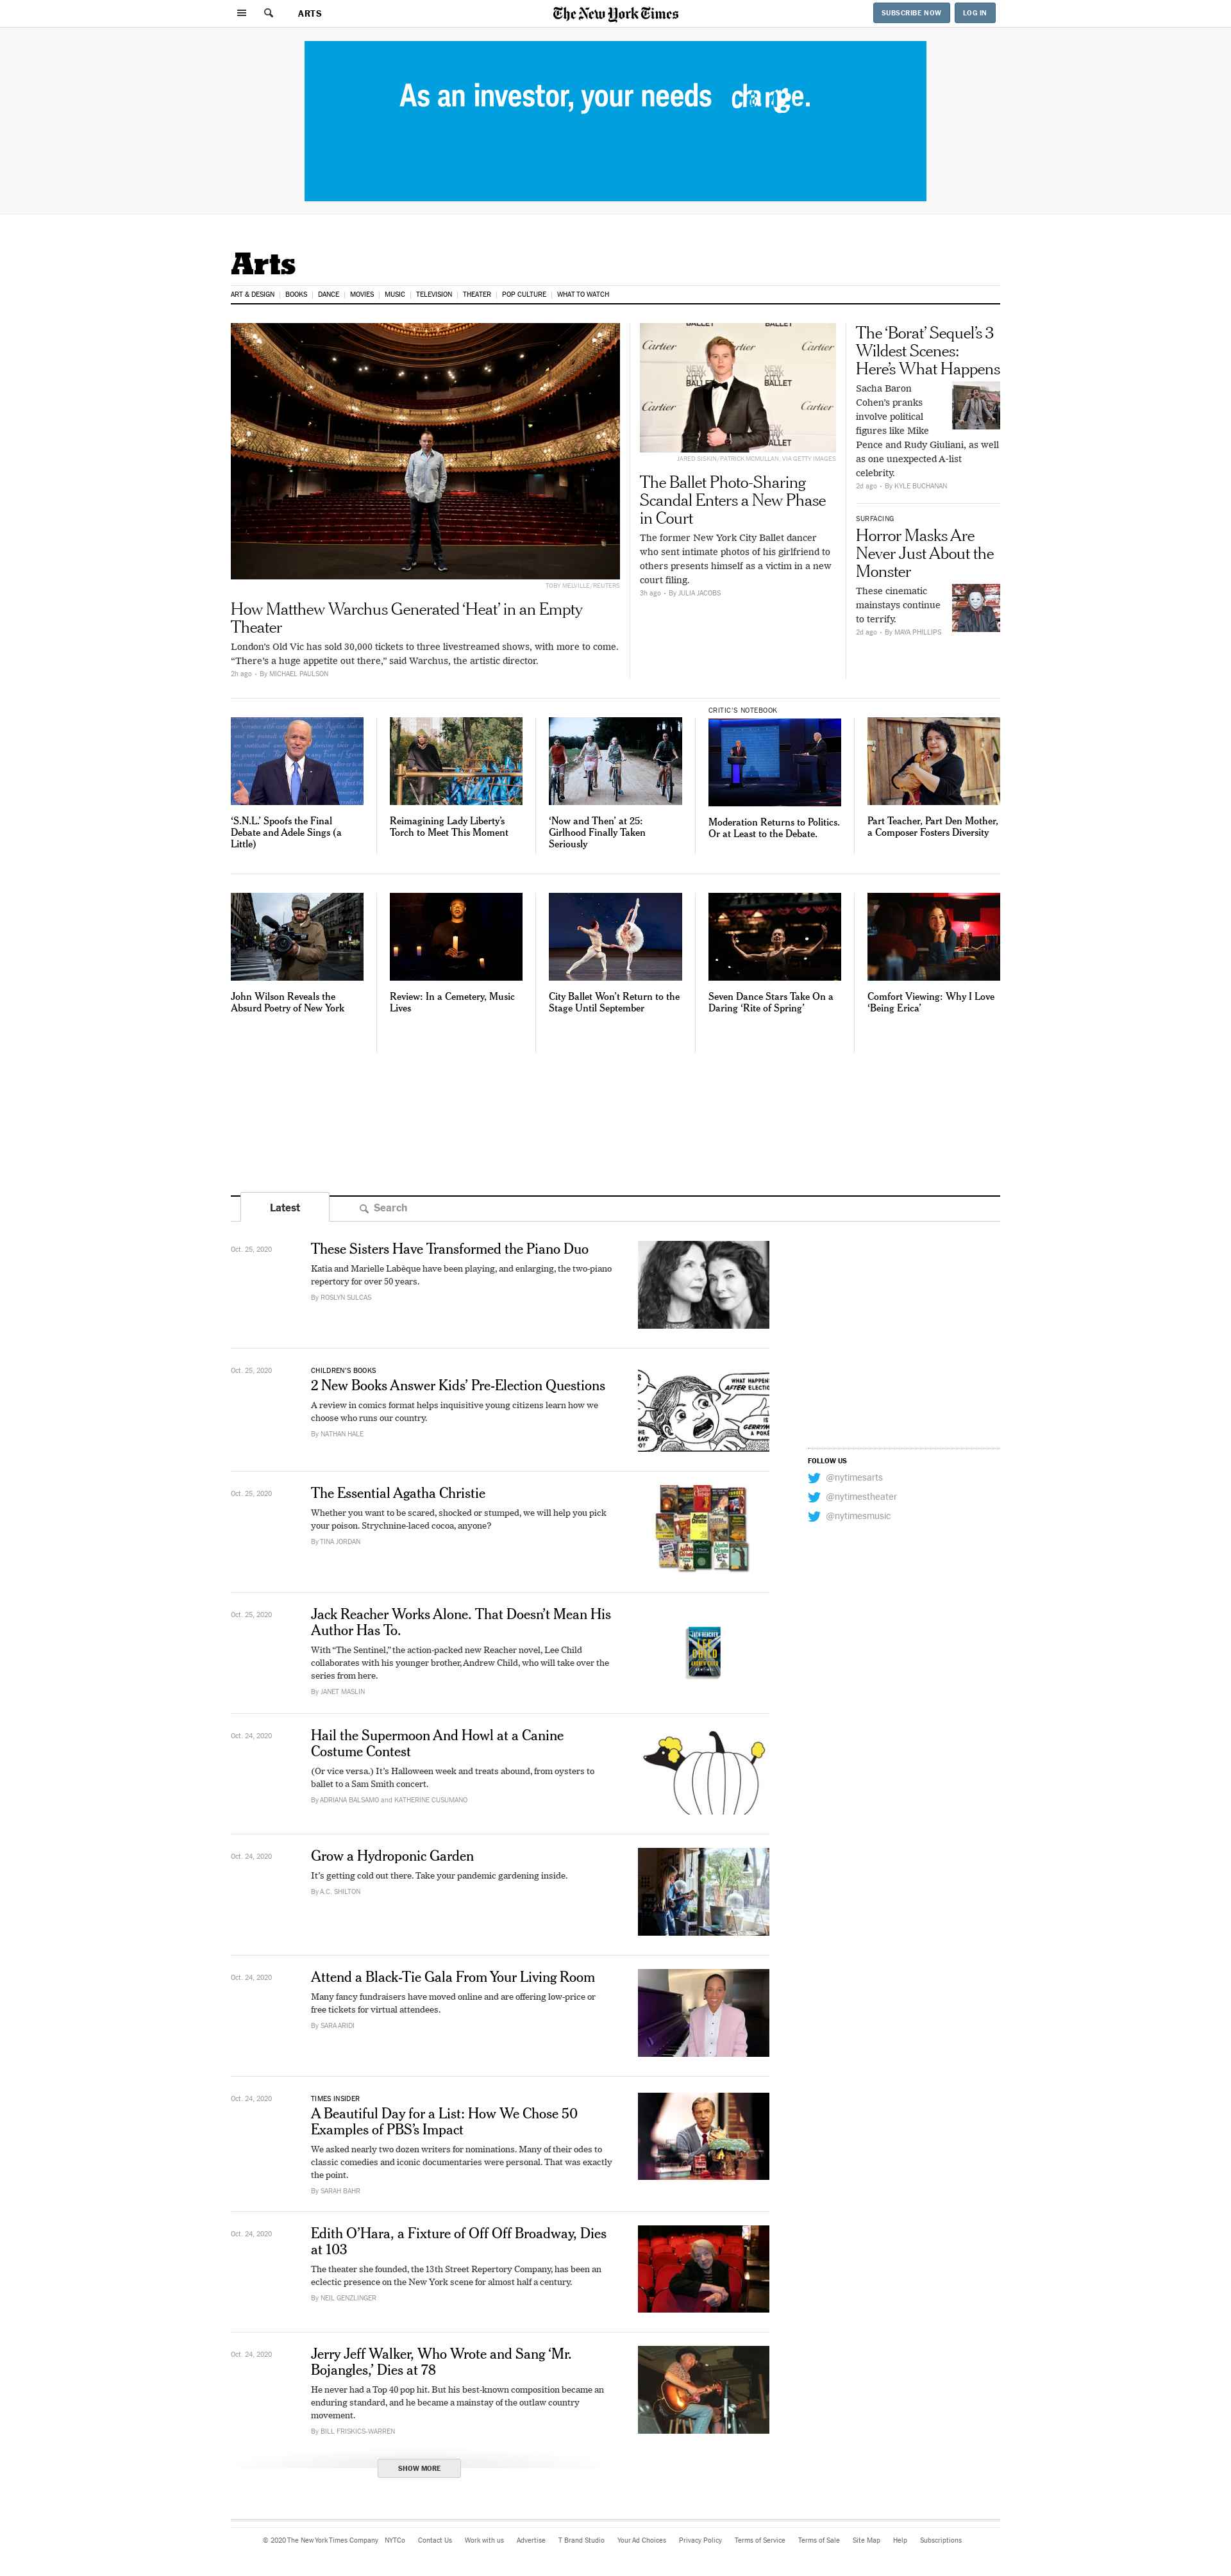 ARTS
The New York Times
SUBSCRIBE NOW
LOG IN
As an investor, your needs
Arts
ART & DESIGN
BOOKS
DANCE
MOVIES
MUSIC
TELEVISION
THEATER
POP CULTURE
WHAT TO WATCH
TOBY MELVILLE/REUTERS
How Matthew Warchus Generated ‘Heat’ in an Empty
Theater
London’s Old Vic has sold 30,000 tickets to three livestreamed shows, with more to come.
“There’s a huge appetite out there,” said Warchus, the artistic director.
2h ago - By MICHAEL PAULSON
BALLET
BALLET
Cartier
Cartier
Cartier
NEW YORK CITY BALLET
NEW YORK CITY BALLET
Cartier
Cartier
BALLET
JARED SISKIN/PATRICK MCMULLAN, VIA GETTY IMAGES
The Ballet Photo-Sharing
Scandal Enters a New Phase
in Court
The former New York City Ballet dancer
who sent intimate photos of his girlfriend to
others presents himself as a victim in a new
court filing.
3h ago - By JULIA JACOBS
The ‘Borat’ Sequel’s 3
Wildest Scenes:
Here’s What Happens
Sacha Baron
Cohen’s pranks
involve political
figures like Mike
Pence and Rudy Giuliani, as well
as one unexpected A-list
celebrity.
2d ago - By KYLE BUCHANAN
SURFACING
Horror Masks Are
Never Just About the
Monster
These cinematic
mainstays continue
to terrify.
2d ago - By MAYA PHILLIPS
‘S.N.L.’ Spoofs the Final
Debate and Adele Sings (a
Little)
Reimagining Lady Liberty’s
Torch to Meet This Moment
‘Now and Then’ at 25:
Girlhood Finally Taken
Seriously
CRITIC’S NOTEBOOK
Moderation Returns to Politics.
Or at Least to the Debate.
Part Teacher, Part Den Mother,
a Composer Fosters Diversity
John Wilson Reveals the
Absurd Poetry of New York
Review: In a Cemetery, Music
Lives
City Ballet Won’t Return to the
Stage Until September
Seven Dance Stars Take On a
Daring ‘Rite of Spring’
Comfort Viewing: Why I Love
‘Being Erica’
Latest
Search
Oct. 25, 2020
These Sisters Have Transformed the Piano Duo
Katia and Marielle Labèque have been playing, and enlarging, the two-piano
repertory for over 50 years.
By ROSLYN SULCAS
Oct. 25, 2020
CHILDREN’S BOOKS
2 New Books Answer Kids’ Pre-Election Questions
A review in comics format helps inquisitive young citizens learn how we
choose who runs our country.
By NATHAN HALE
WHAT HAPPEN
AFTER ELECTIO
FOLLOW US
@nytimesarts
@nytimestheater
@nytimesmusic
Oct. 25, 2020
The Essential Agatha Christie
Whether you want to be scared, shocked or stumped, we will help you pick
your poison. Strychnine-laced cocoa, anyone?
By TINA JORDAN
Oct. 25, 2020
Jack Reacher Works Alone. That Doesn’t Mean His
Author Has To.
With “The Sentinel,” the action-packed new Reacher novel, Lee Child
collaborates with his younger brother, Andrew Child, who will take over the
series from here.
By JANET MASLIN
JACK REACHER
LEE
CHILD
Oct. 24, 2020
Hail the Supermoon And Howl at a Canine
Costume Contest
(Or vice versa.) It’s Halloween week and treats abound, from oysters to
ballet to a Sam Smith concert.
By ADRIANA BALSAMO and KATHERINE CUSUMANO
Oct. 24, 2020
Grow a Hydroponic Garden
It’s getting cold out there. Take your pandemic gardening inside.
By A.C. SHILTON
Oct. 24, 2020
Attend a Black-Tie Gala From Your Living Room
Many fancy fundraisers have moved online and are offering low-price or
free tickets for virtual attendees.
By SARA ARIDI
Oct. 24, 2020
TIMES INSIDER
A Beautiful Day for a List: How We Chose 50
Examples of PBS’s Impact
We asked nearly two dozen writers for nominations. Many of their odes to
classic comedies and iconic documentaries were personal. That was exactly
the point.
By SARAH BAHR
Oct. 24, 2020
Edith O’Hara, a Fixture of Off Off Broadway, Dies
at 103
The theater she founded, the 13th Street Repertory Company, has been an
eclectic presence on the New York scene for almost half a century.
By NEIL GENZLINGER
Oct. 24, 2020
Jerry Jeff Walker, Who Wrote and Sang ‘Mr.
Bojangles,’ Dies at 78
He never had a Top 40 pop hit. But his best-known composition became an
enduring standard, and he became a mainstay of the outlaw country
movement.
By BILL FRISKICS-WARREN
SHOW MORE
© 2020 The New York Times Company
NYTCo
Contact Us
Work with us
Advertise
T Brand Studio
Your Ad Choices
Privacy Policy
Terms of Service
Terms of Sale
Site Map
Help
Subscriptions